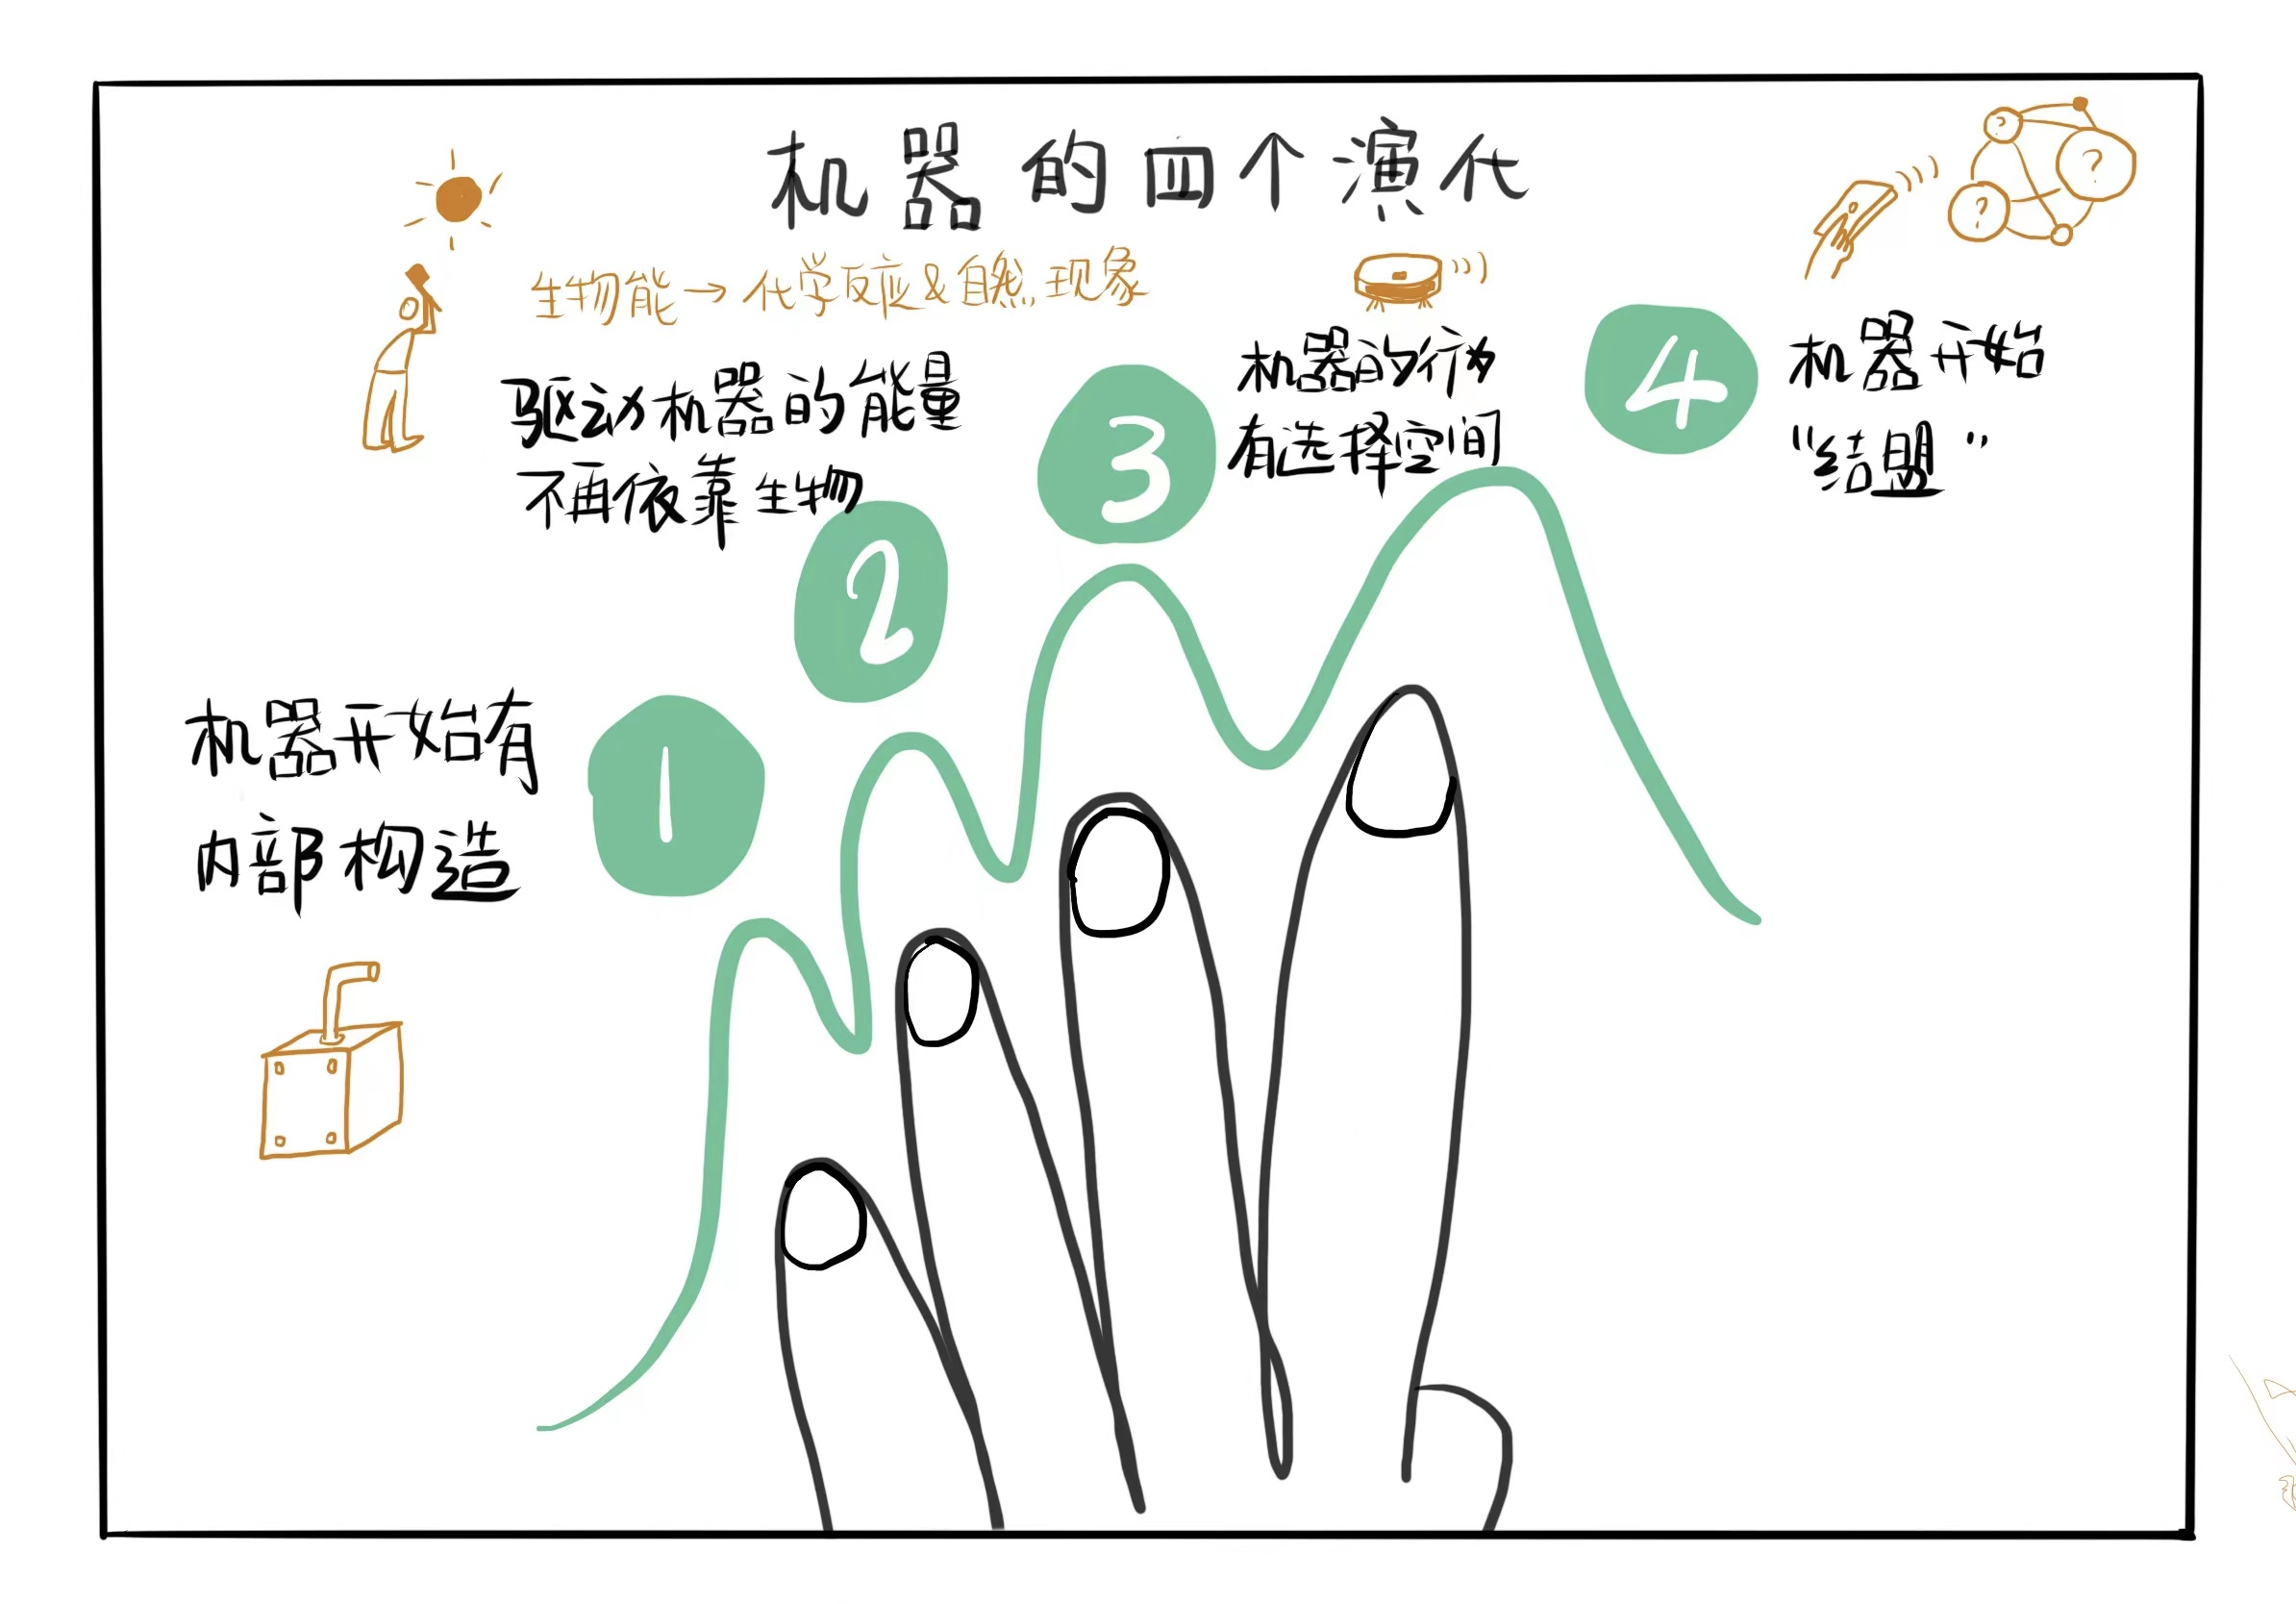 机器的四个演化
机器开始有
内部构造
1
生物能→化学反应&自然现象
驱动机器的能量
不再依靠生物
2
3
机器的行为
有选择空间
4
机器开始
“结盟”
? ? ?